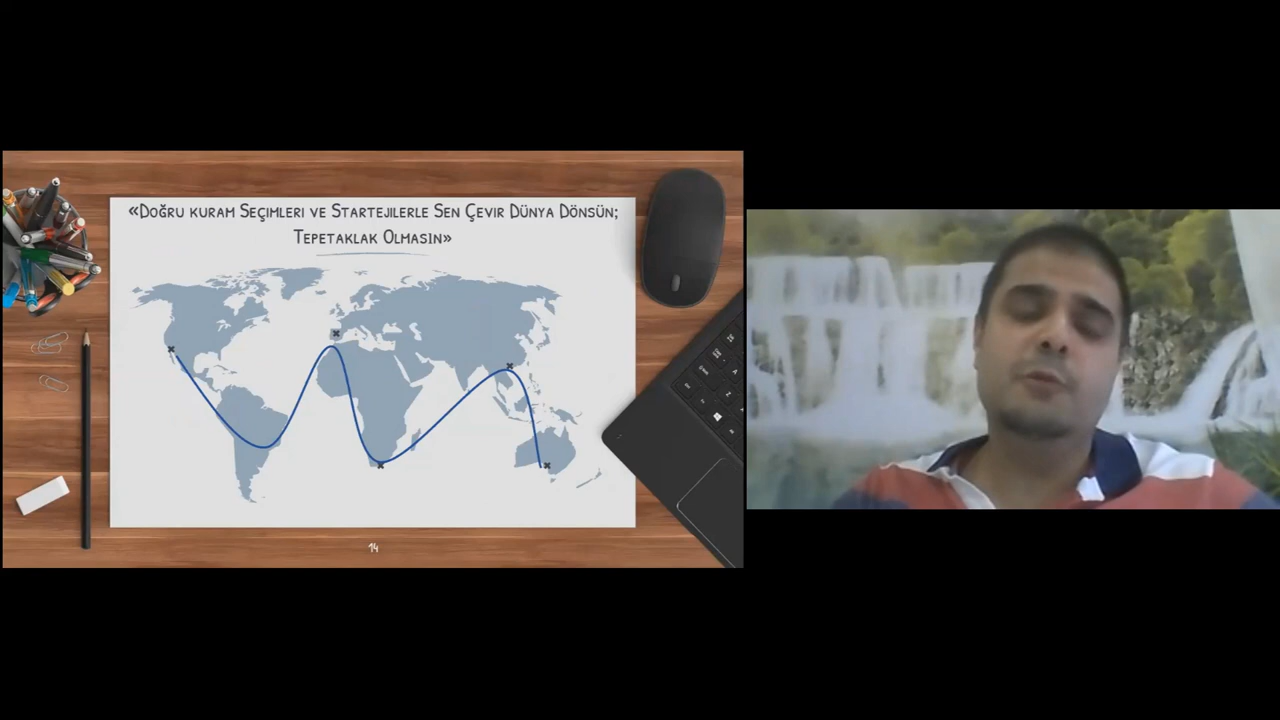 «Doğru kuram Seçimleri ve Startejilerle Sen Çevir Dünya Dönsün;
Tepetaklak Olmasın»
14